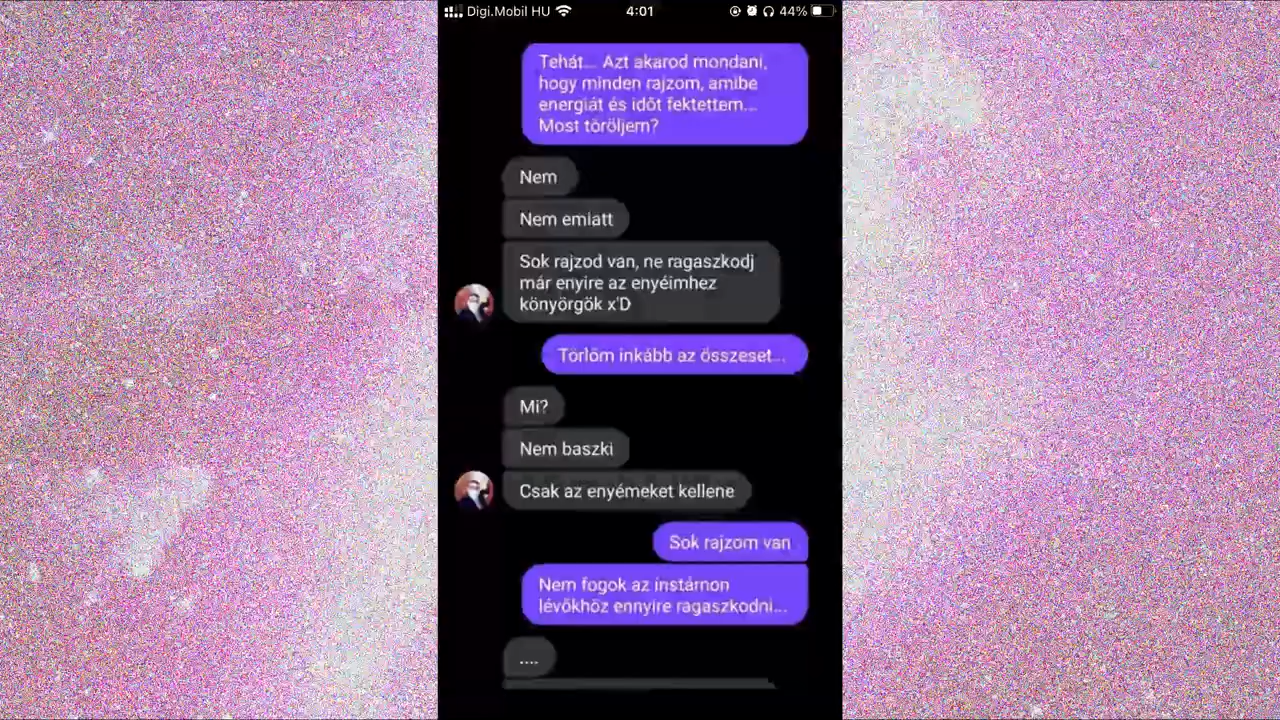 Digi.Mobil HU
4:01
44%
Tehát... Azt akarod mondani,
hogy minden rajzom, amibe
energiát és időt fektettem...
Most töröljem?
Nem
Nem emiatt
Sok rajzod van, ne ragaszkodj
már enyire az enyéimhez
könyörgök x'D
Törlöm inkább az összeset...
Mi?
Nem baszki
Csak az enyémeket kellene
Sok rajzom van
Nem fogok az instámon
lévőkhöz ennyire ragaszkodni...
....